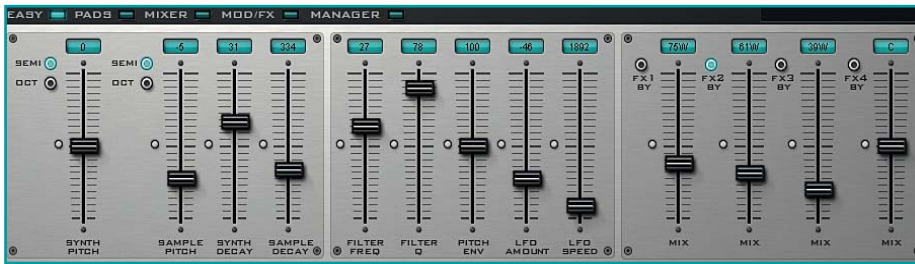 EASY PADS MIXER MOD/FX MANAGER
0 -5 31 334 27 78 100 -46 1892 75W 61W 39W C
SEMI SEMI
OCT OCT
FX1 BY FX2 BY FX3 BY FX4 BY
SYNTH PITCH SAMPLE PITCH SYNTH DECAY SAMPLE DECAY FILTER FREQ FILTER Q PITCH ENV LFO AMOUNT LFO SPEED MIX MIX MIX MIX